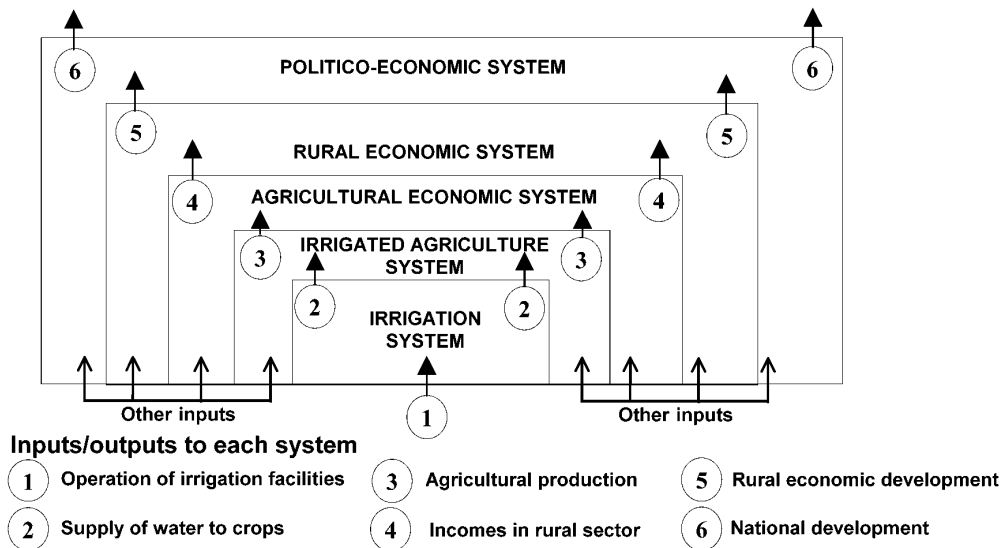 6 POLITICO-ECONOMIC SYSTEM 6
5 5
RURAL ECONOMIC SYSTEM
4 AGRICULTURAL ECONOMIC SYSTEM 4
3 IRRIGATED AGRICULTURE 3
SYSTEM
2 2
IRRIGATION
SYSTEM
Other inputs 1 Other inputs
Inputs/outputs to each system
1 Operation of irrigation facilities 3 Agricultural production 5 Rural economic development
2 Supply of water to crops 4 Incomes in rural sector 6 National development